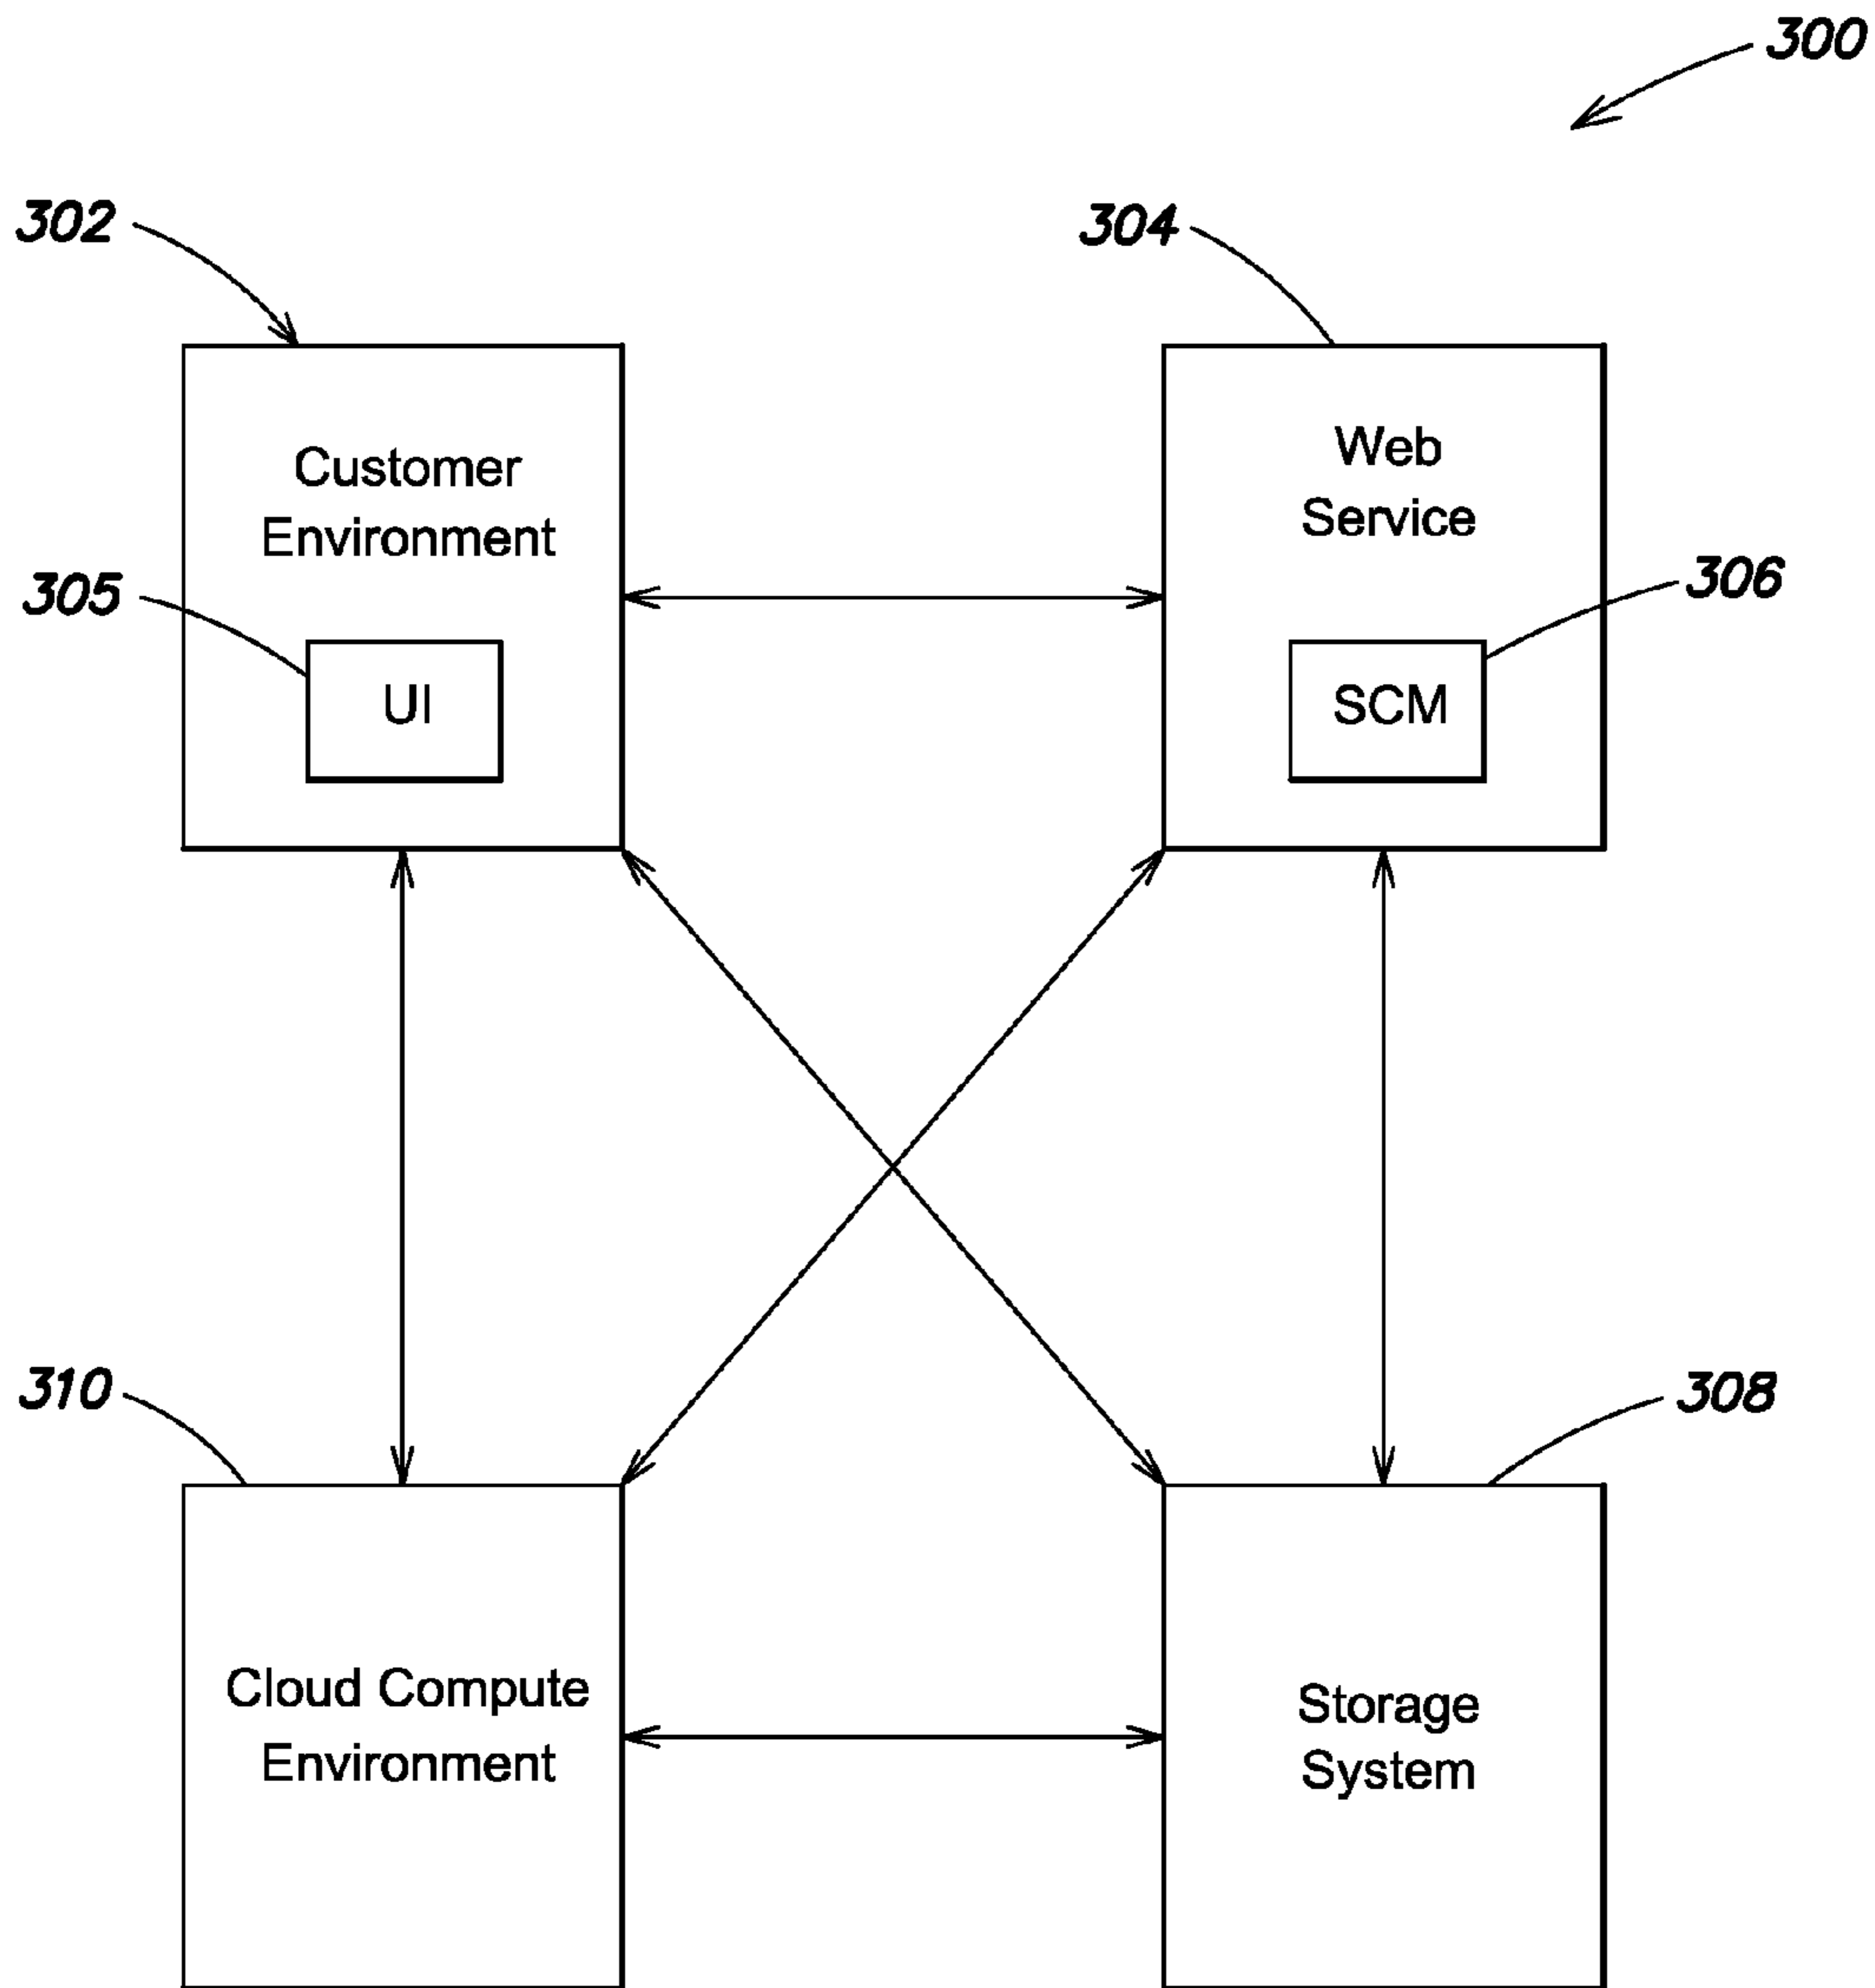 300
302
304
Customer
Environment
Web
Service
305
306
UI
SCM
310
308
Cloud Compute
Environment
Storage
System